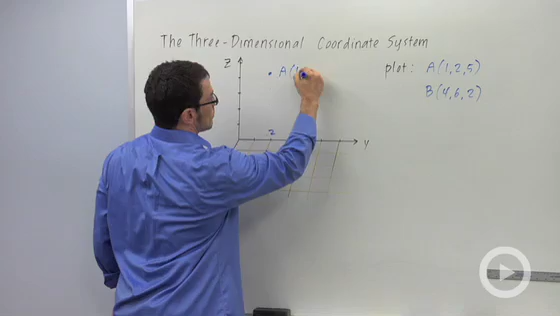 The Three-Dimensional Coordinate System
Z
A(1
plot: A(1,2,5)
B(4,6,2)
2
Y